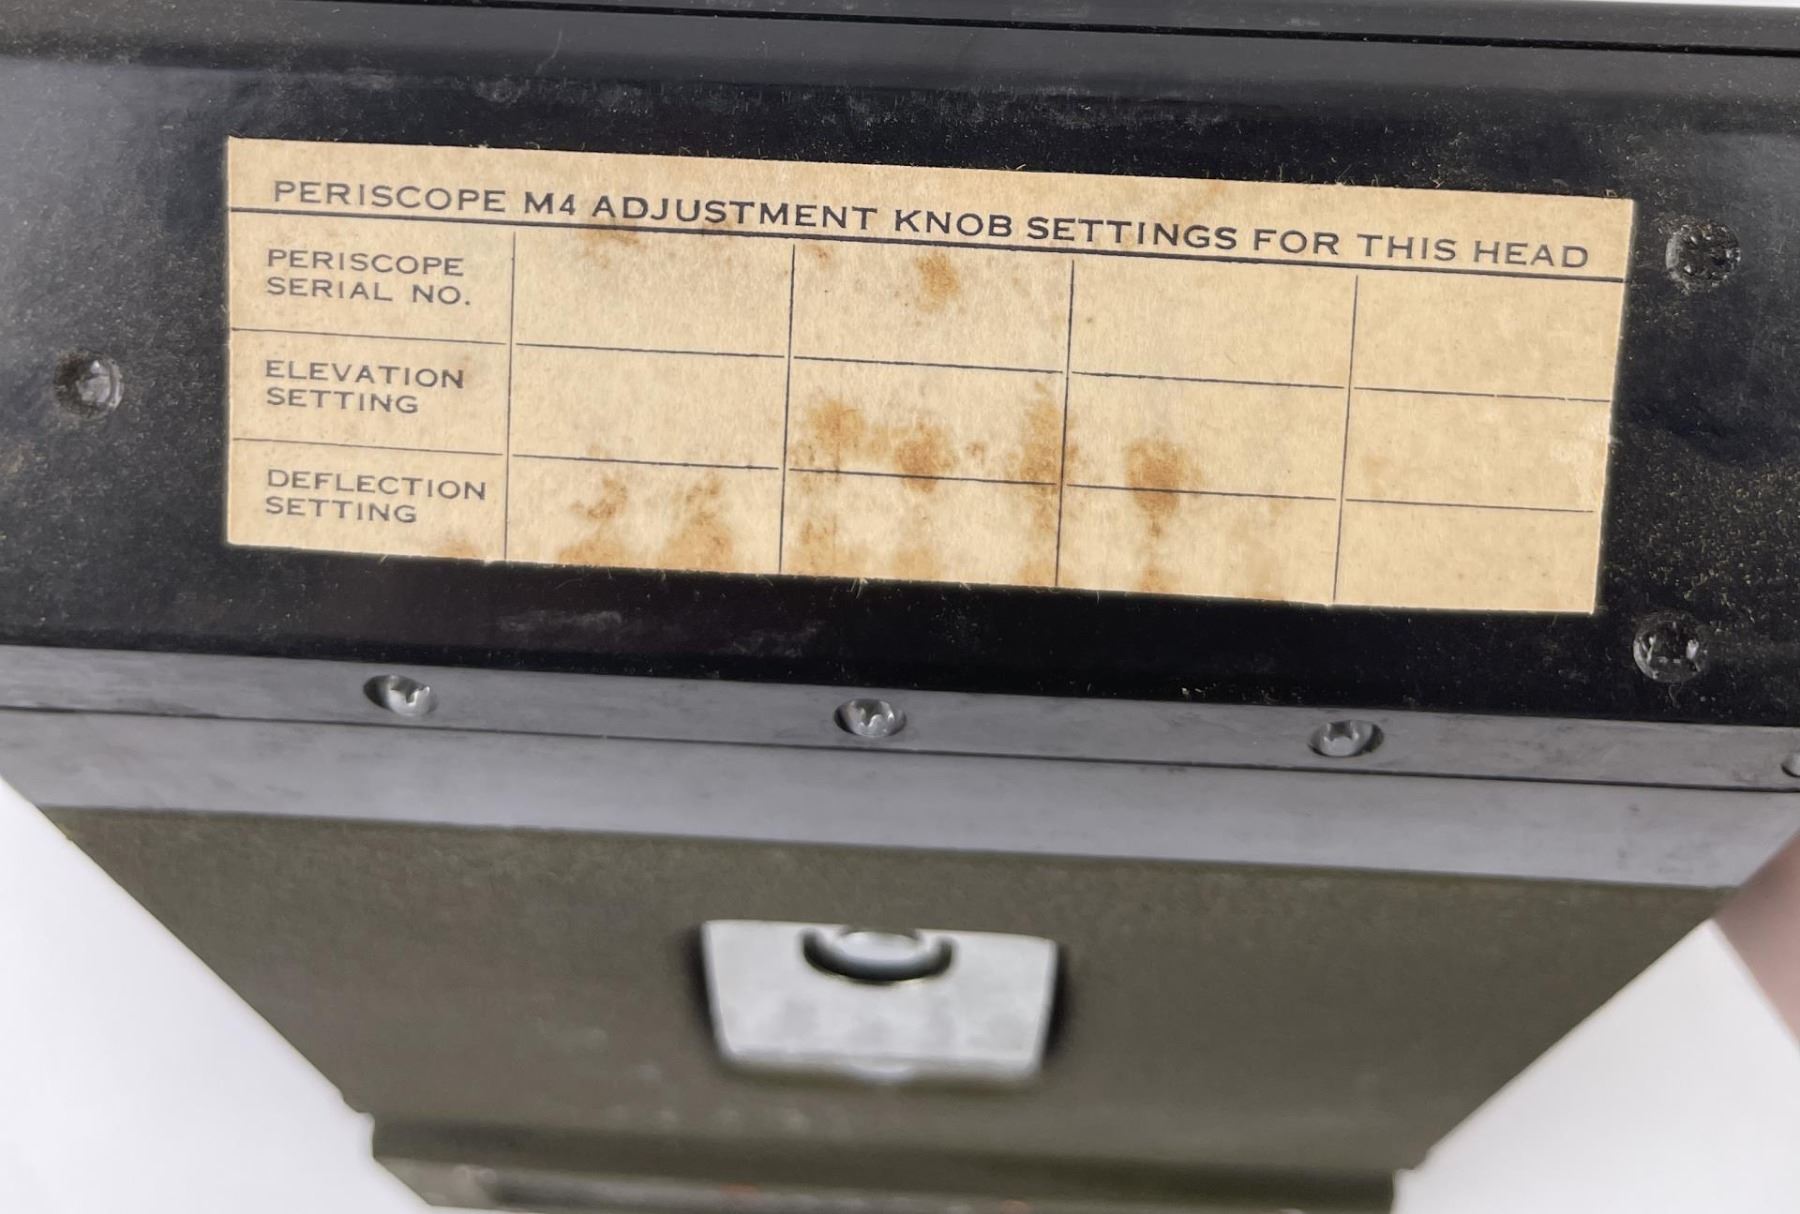 PERISCOPE M4 ADJUSTMENT KNOB SETTINGS FOR THIS HEAD
PERISCOPE
SERIAL NO.
ELEVATION
SETTING
DEFLECTION
SETTING